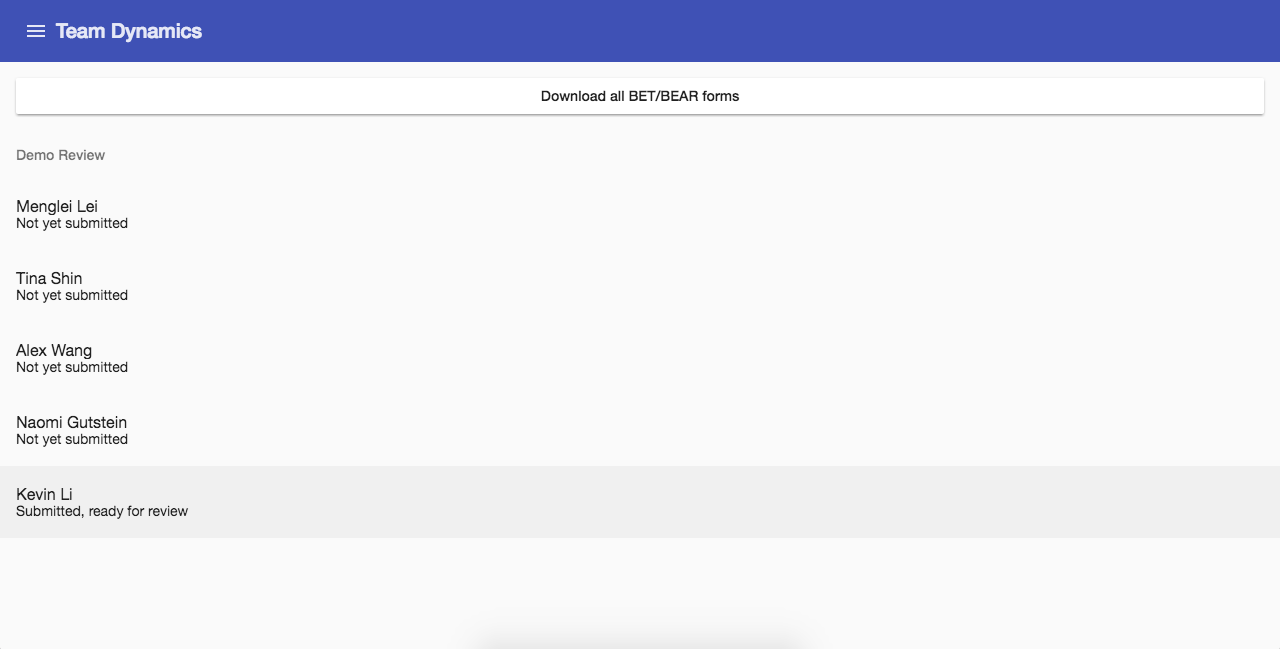 Team Dynamics
Download all BET/BEAR forms
Demo Review
Menglei Lei
Not yet submitted
Tina Shin
Not yet submitted
Alex Wang
Not yet submitted
Naomi Gutstein
Not yet submitted
Kevin Li
Submitted, ready for review